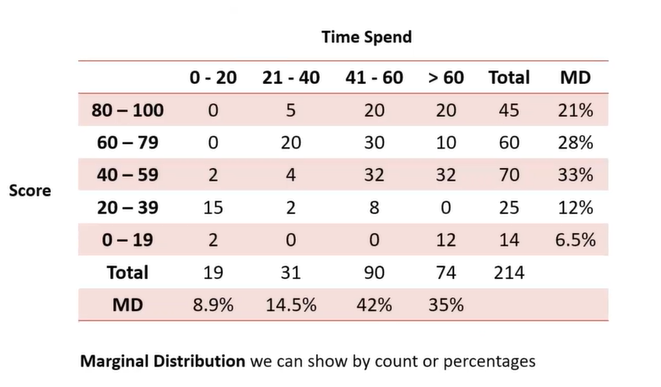 Time Spend
0 - 20 21 - 40 41 - 60 > 60 Total MD
80 – 100 0 5 20 20 45 21%
60 – 79 0 20 30 10 60 28%
Score
40 – 59 2 4 32 32 70 33%
20 – 39 15 2 8 0 25 12%
0 – 19 2 0 0 12 14 6.5%
Total 19 31 90 74 214
MD 8.9% 14.5% 42% 35%
Marginal Distribution we can show by count or percentages